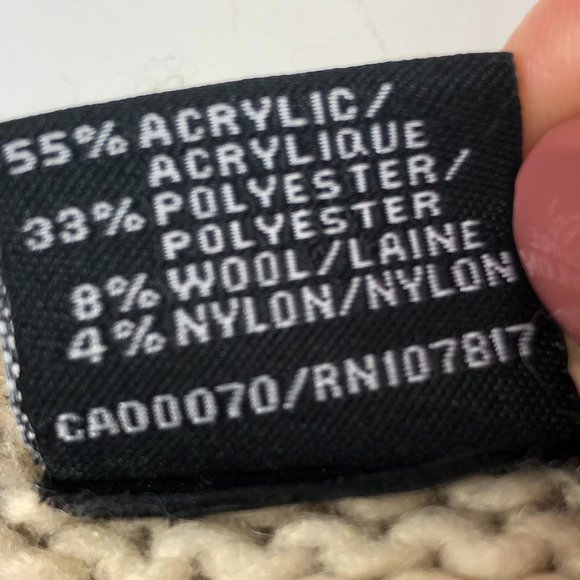 55% ACRYLIC/
ACRYLIQUE
33% POLYESTER/
POLYESTER
8% WOOL/LAINE
4% NYLON/NYLON
CA00070/RN107817